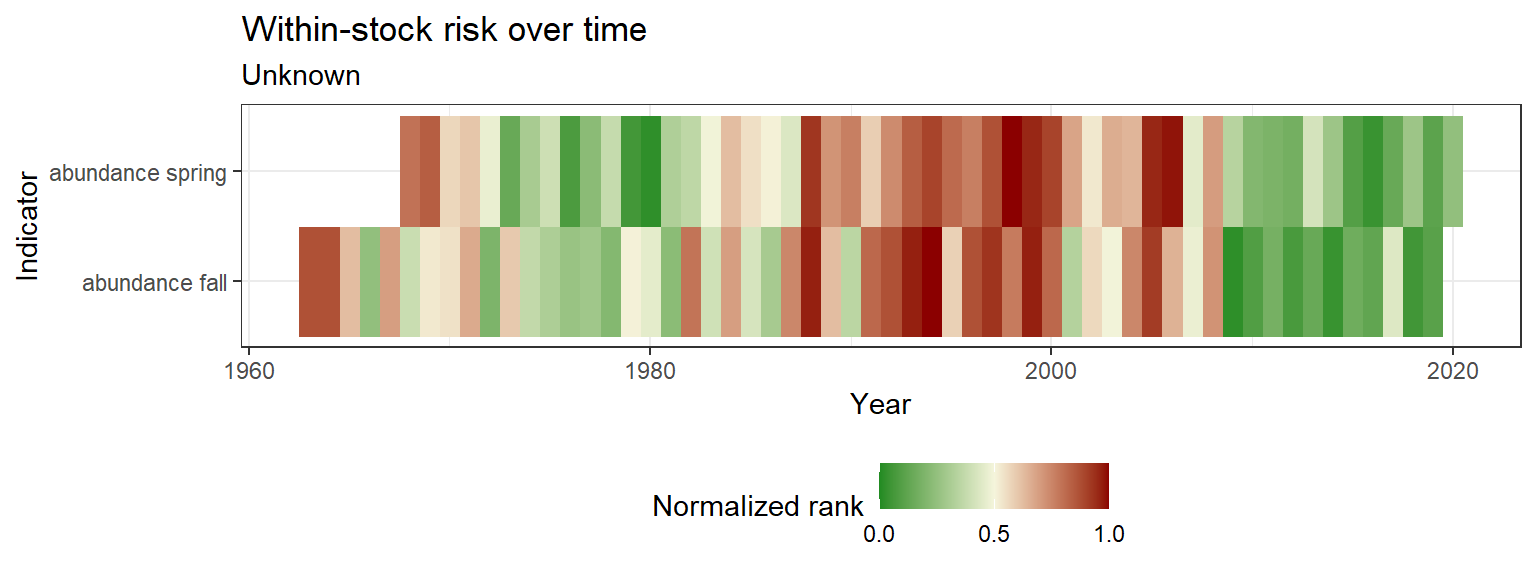 Within-stock risk over time
Unknown
Indicator
abundance spring
abundance fall
1960 1980 2000 2020
Year
Normalized rank
0.0 0.5 1.0